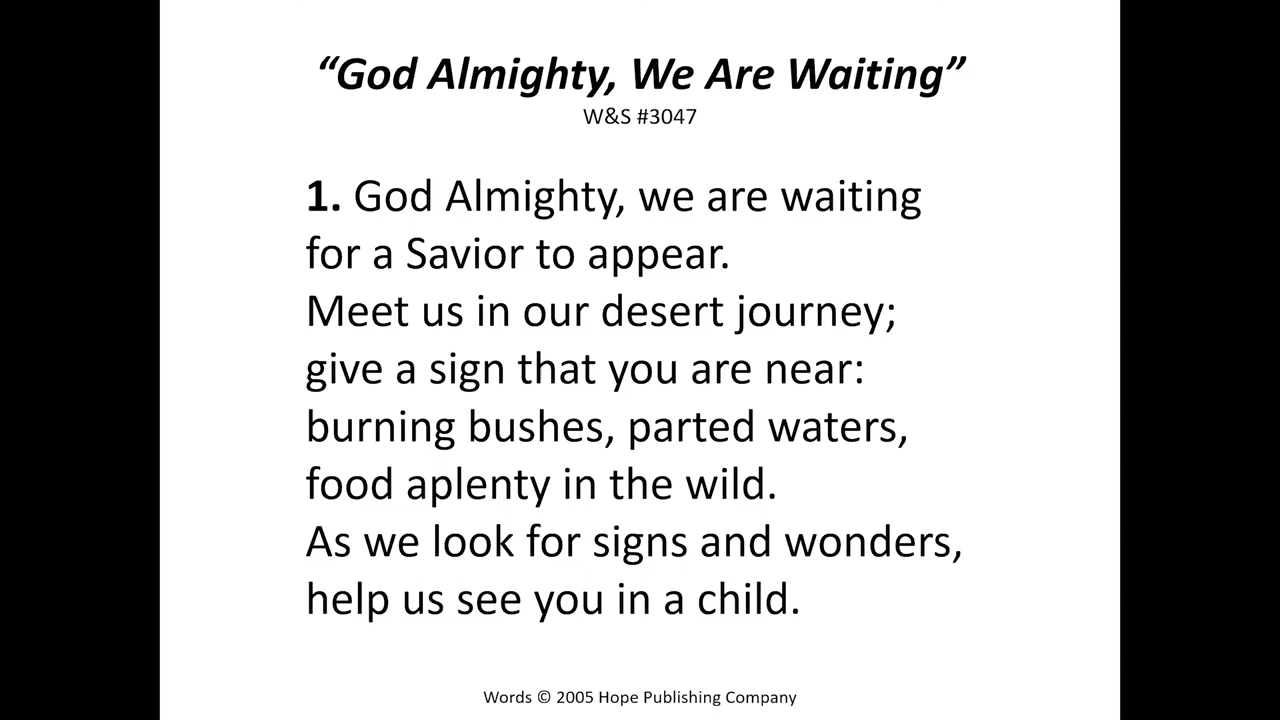 “God Almighty, We Are Waiting”
W&S #3047
1. God Almighty, we are waiting
for a Savior to appear.
Meet us in our desert journey;
give a sign that you are near:
burning bushes, parted waters,
food aplenty in the wild.
As we look for signs and wonders,
help us see you in a child.
Words © 2005 Hope Publishing Company